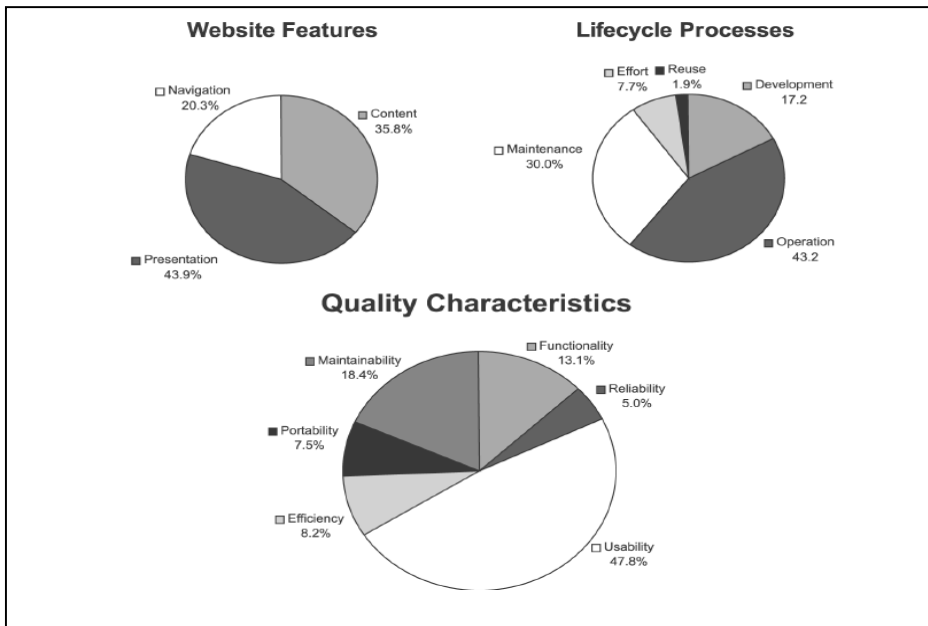 Website Features
Navigation
20.3%
Content
35.8%
Presentation
43.9%
Lifecycle Processes
Effort
7.7%
Reuse
1.9%
Development
17.2
Maintenance
30.0%
Operation
43.2
Quality Characteristics
Maintainability
18.4%
Functionality
13.1%
Reliability
5.0%
Portability
7.5%
Efficiency
8.2%
Usability
47.8%